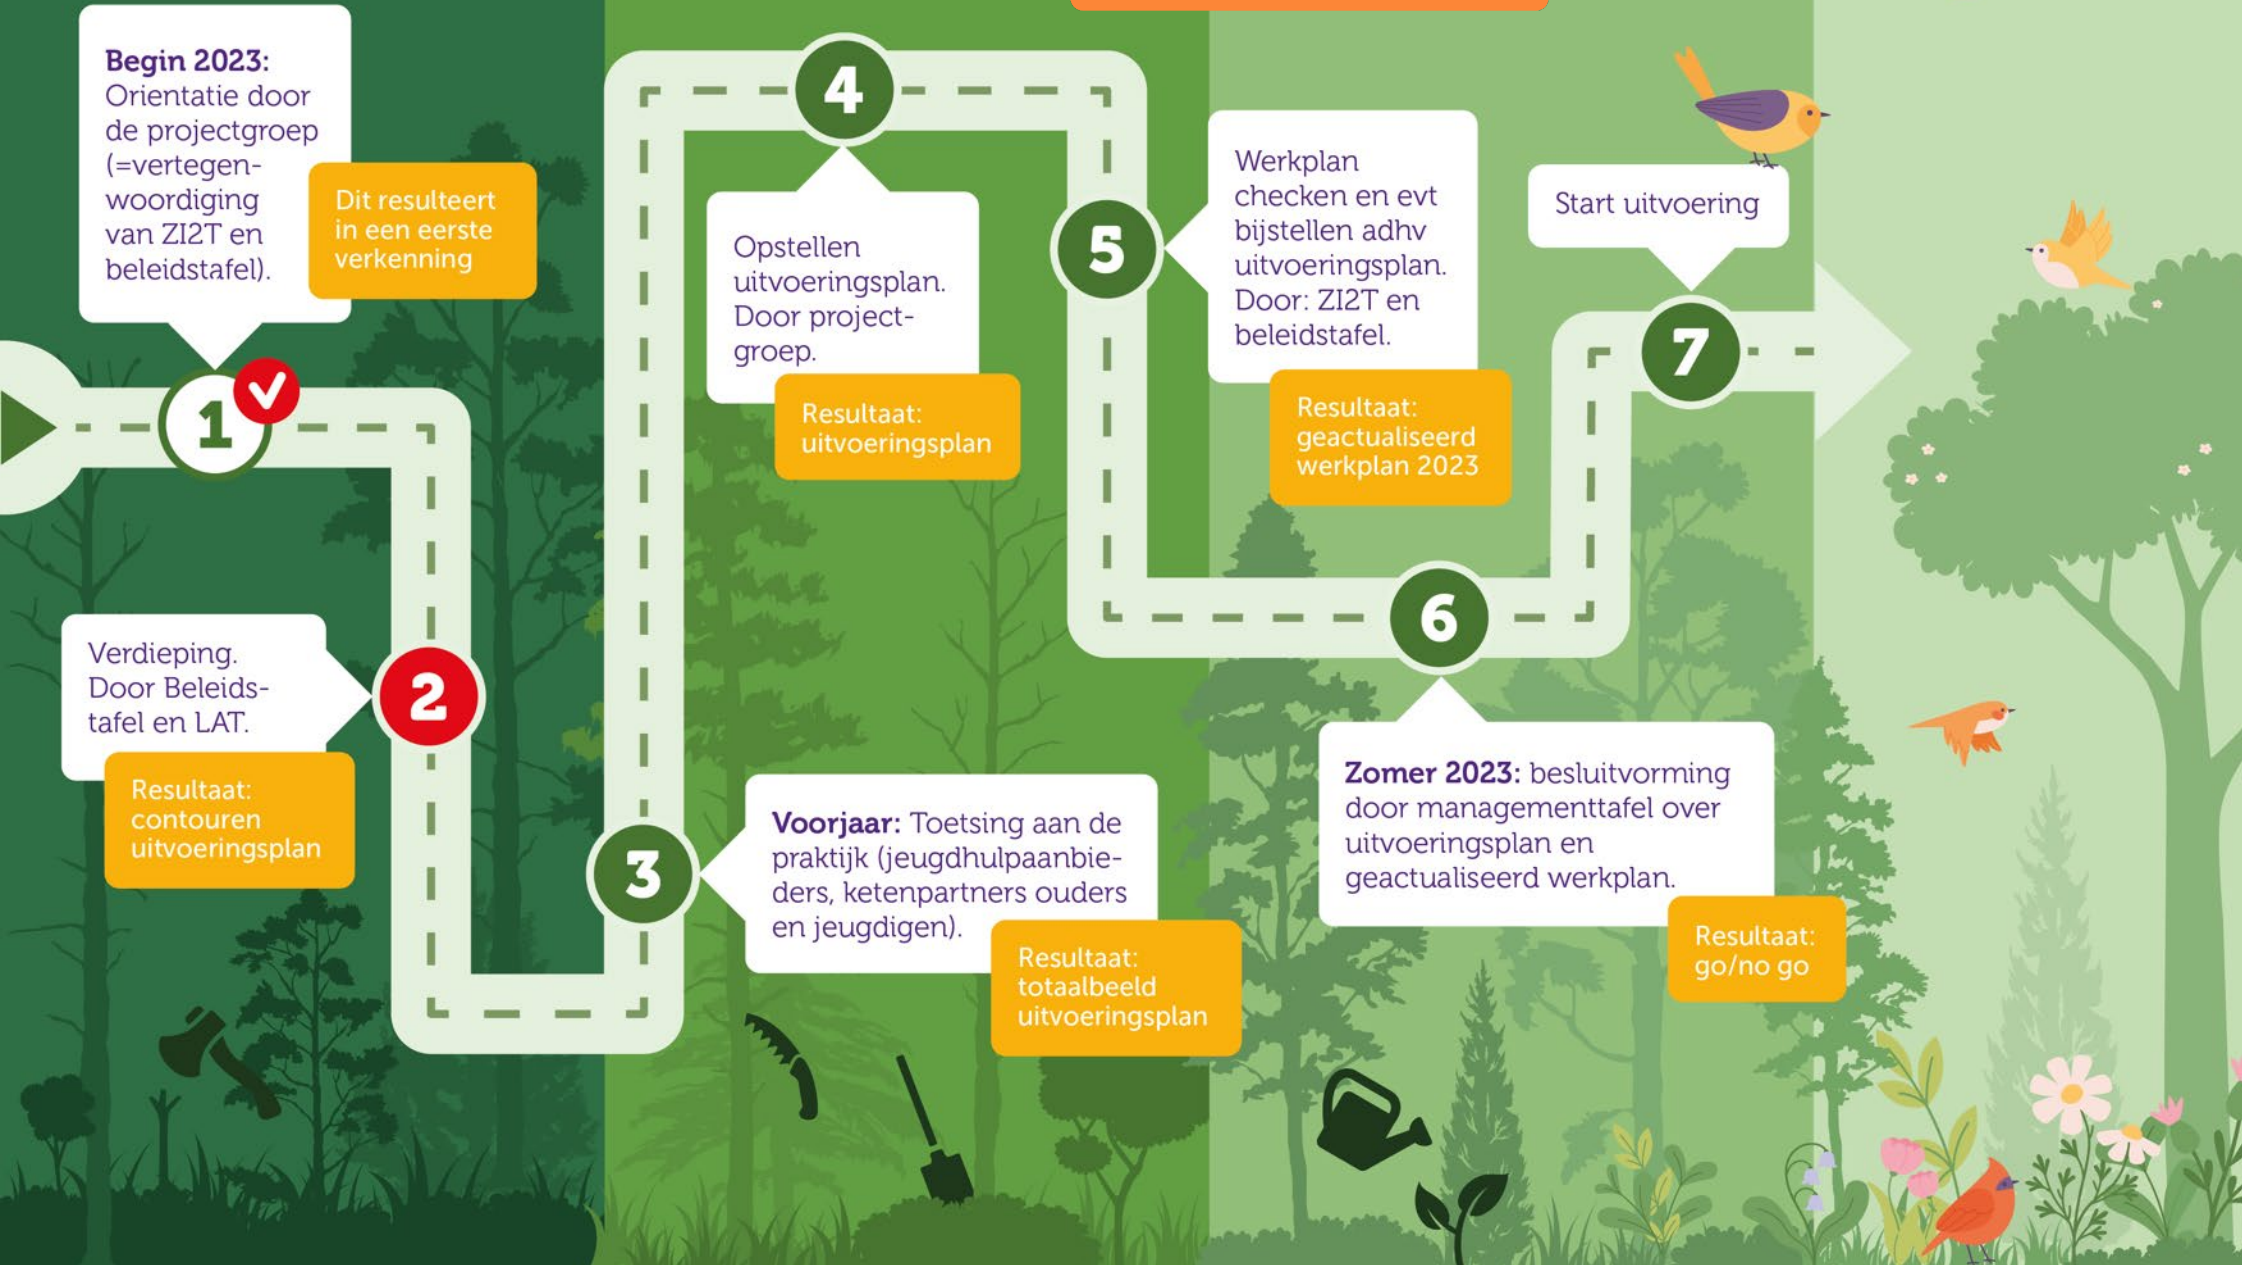 Begin 2023:
Orientatie door
de projectgroep
(=vertegen-
woordiging
van ZI2T en
beleidstafel).
Dit resulteert
in een eerste
verkenning
1
Verdieping.
Door Beleids-
tafel en LAT.
2
Resultaat:
contouren
uitvoeringsplan
3
Voorjaar: Toetsing aan de
praktijk (jeugdhulpaanbie-
ders, ketenpartners ouders
en jeugdigen).
Resultaat:
totaalbeeld
uitvoeringsplan
4
Opstellen
uitvoeringsplan.
Door project-
groep.
Resultaat:
uitvoeringsplan
5
Werkplan
checken en evt
bijstellen adhv
uitvoeringsplan.
Door: ZI2T en
beleidstafel.
Resultaat:
geactualiseerd
werkplan 2023
6
Zomer 2023: besluitvorming
door managementtafel over
uitvoeringsplan en
geactualiseerd werkplan.
Resultaat:
go/no go
Start uitvoering
7